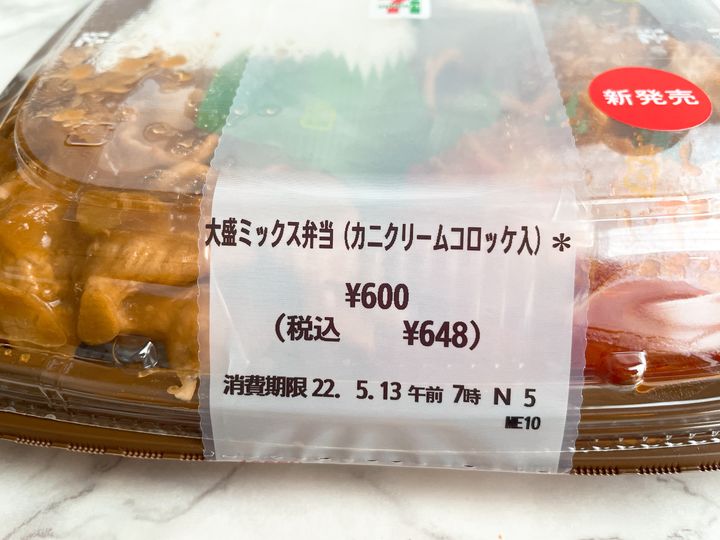 新発売
大盛ミックス弁当（カニクリームコロッケ入）＊
¥600
（税込 ¥648）
消費期限 22. 5.13 午前 7時 N 5
ME10